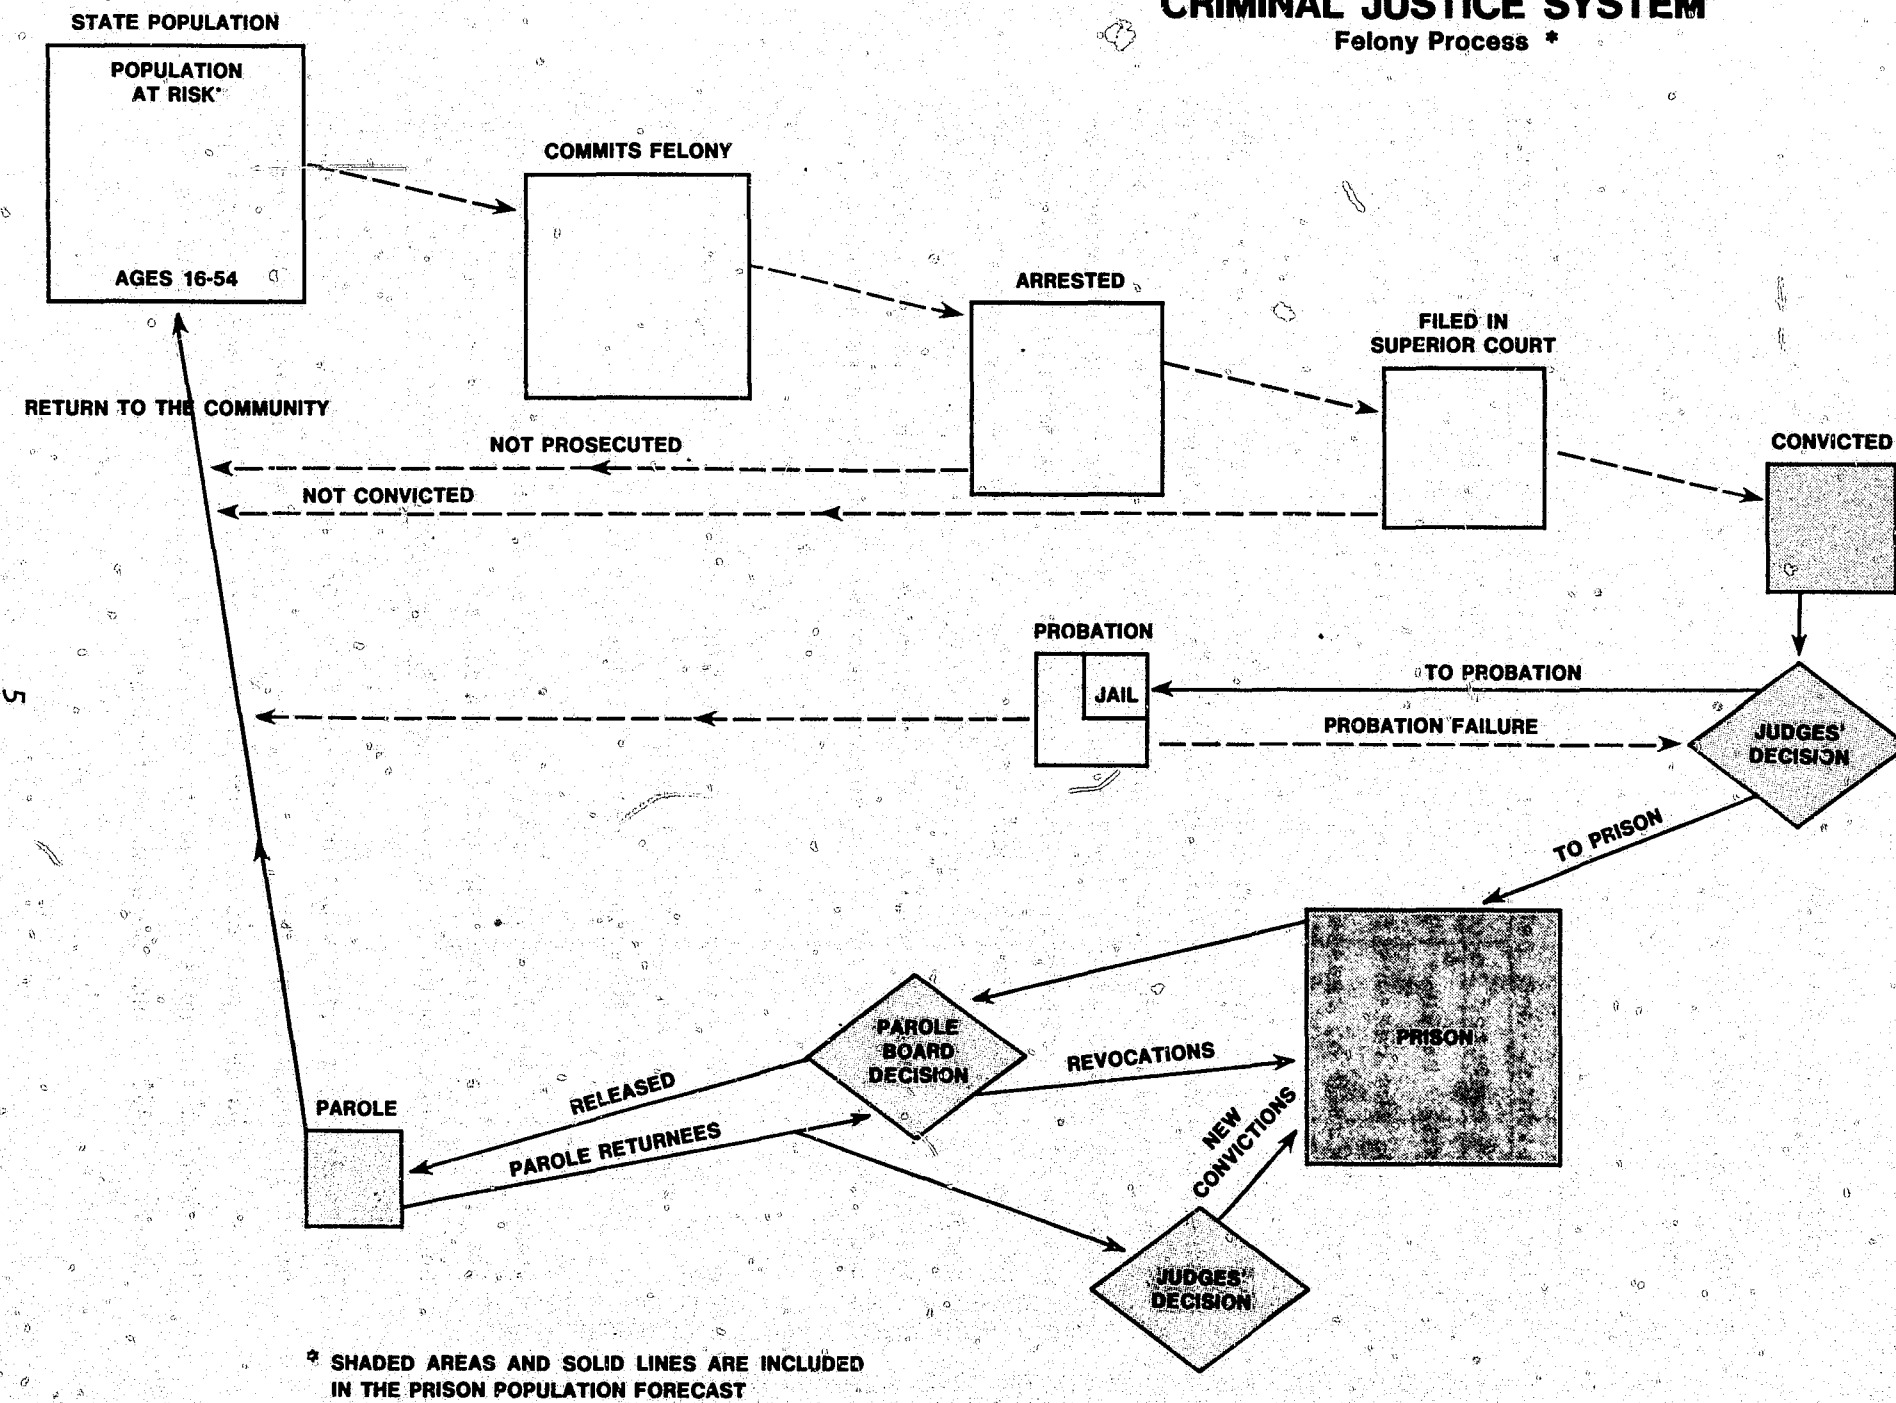 CRIMINAL JUSTICE SYSTEM
Felony Process *
STATE POPULATION
POPULATION
AT RISK*
AGES 16-54
COMMITS FELONY
ARRESTED
FILED IN
SUPERIOR COURT
CONVICTED
RETURN TO THE COMMUNITY
NOT PROSECUTED
NOT CONVICTED
PROBATION
JAIL
TO PROBATION
PROBATION FAILURE
JUDGES'
DECISION
TO PRISON
5
PRISON
PAROLE
BOARD
DECISION
REVOCATIONS
RELEASED
PAROLE
PAROLE RETURNEES
NEW
CONVICTIONS
JUDGES'
DECISION
* SHADED AREAS AND SOLID LINES ARE INCLUDED
IN THE PRISON POPULATION FORECAST